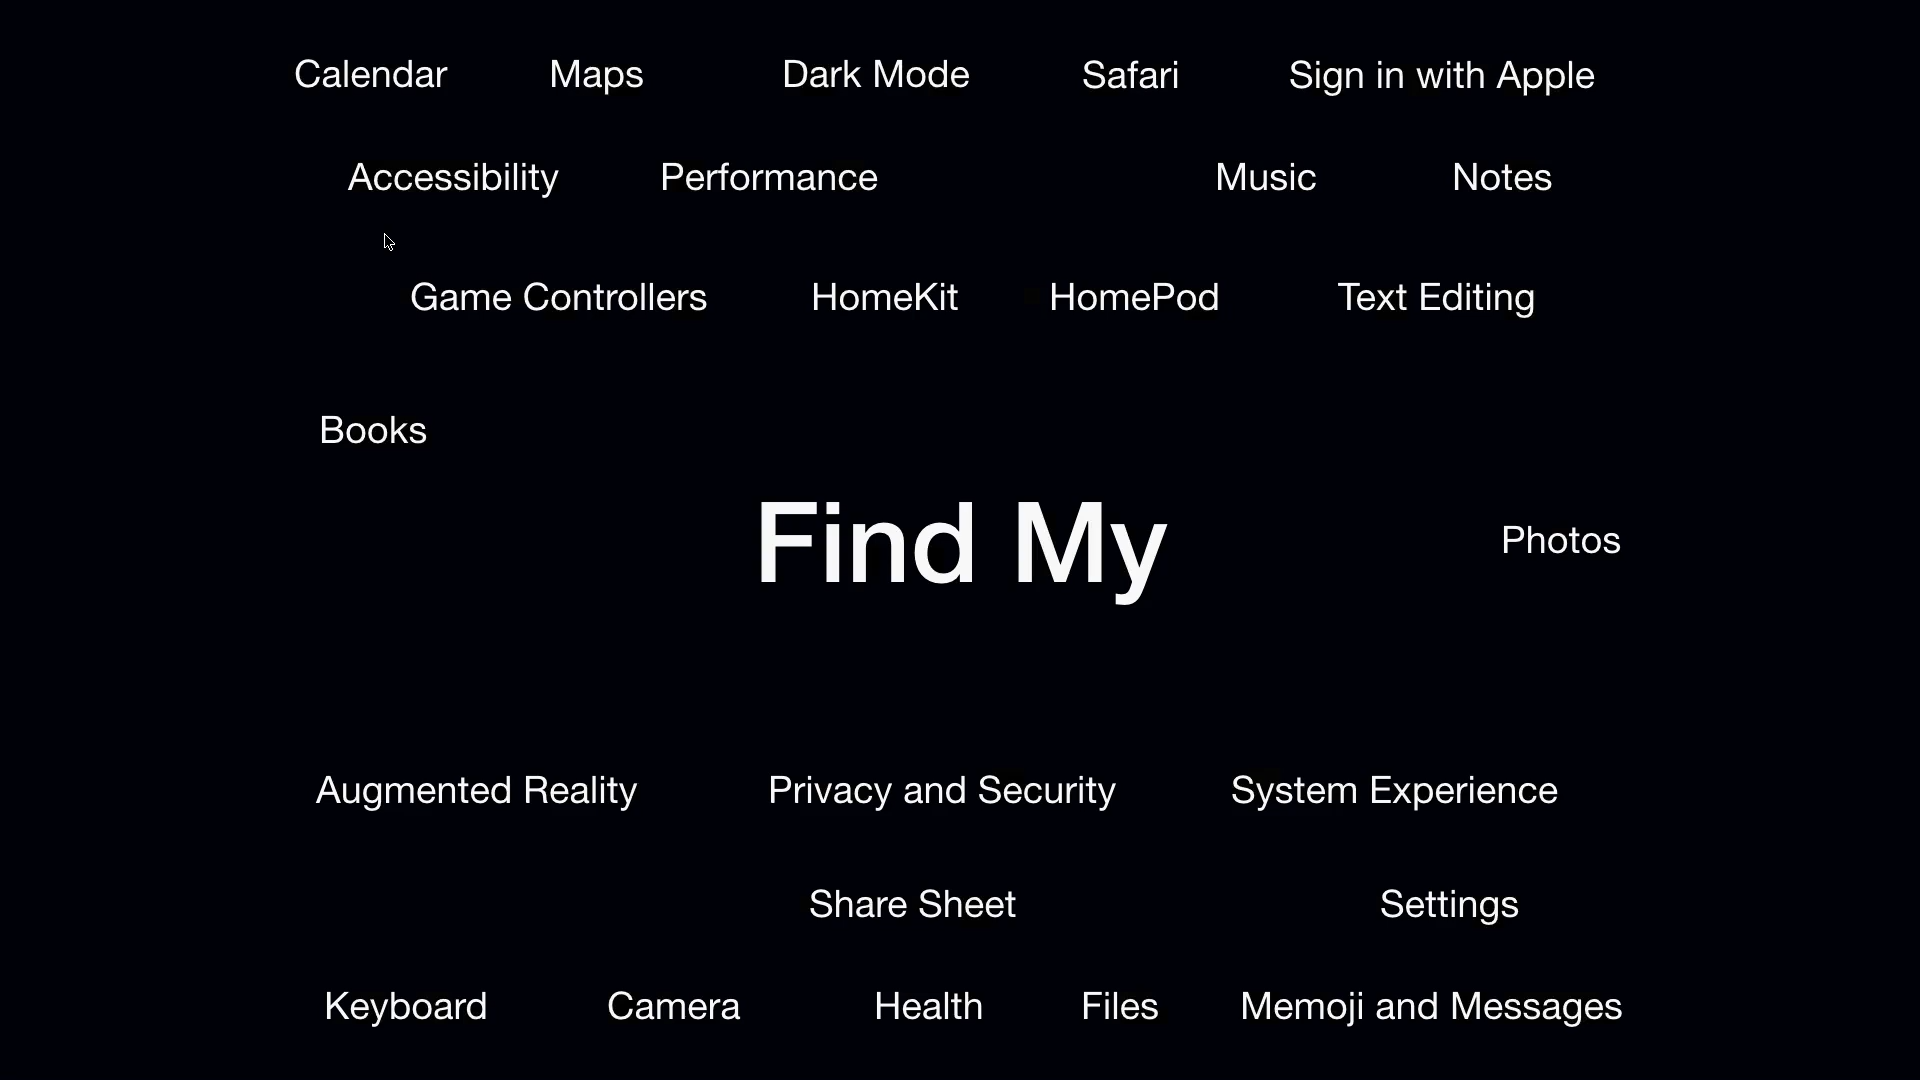 Calendar Maps Dark Mode Safari Sign in with Apple
Accessibility Performance Music Notes
Game Controllers HomeKit HomePod Text Editing
Books
Find My
Photos
Augmented Reality Privacy and Security System Experience
Share Sheet Settings
Keyboard Camera Health Files Memoji and Messages